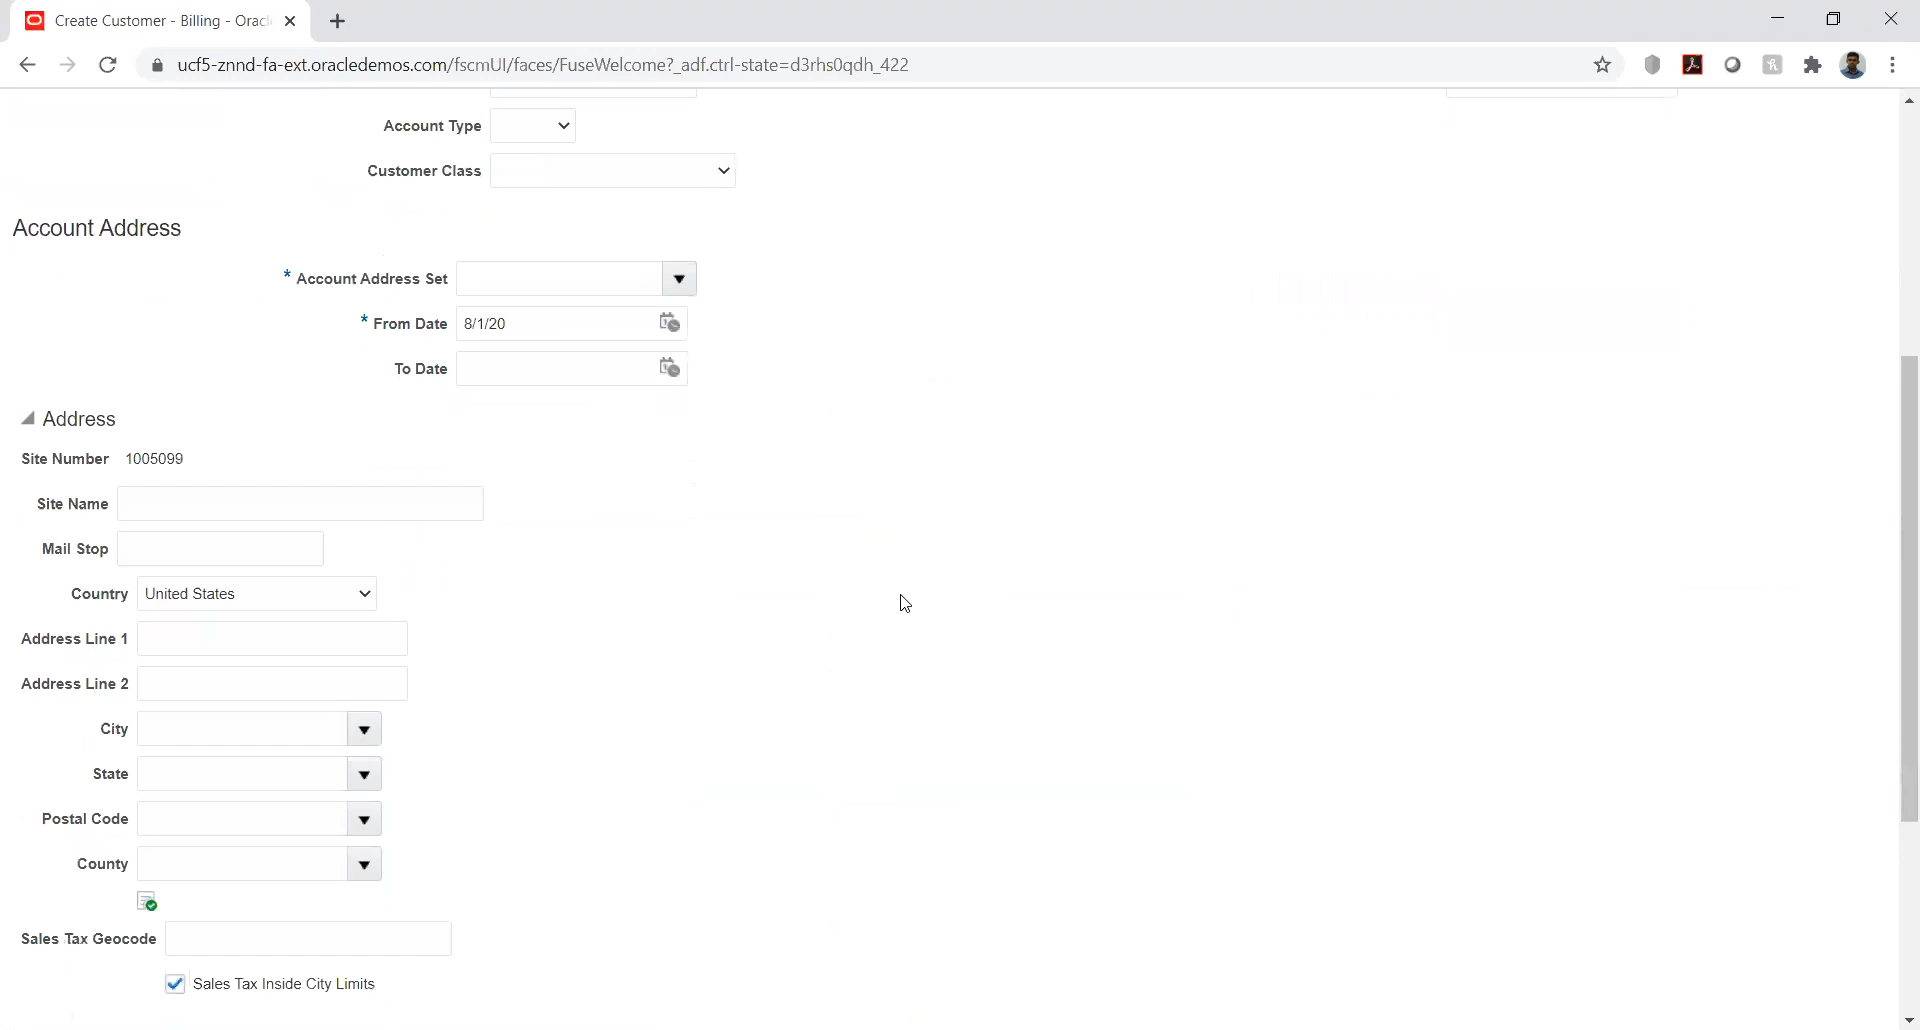 Create Customer - Billing - Oracl
ucf5-znnd-fa-ext.oracledemos.com/fscmUI/faces/FuseWelcome?_adf.ctrl-state=d3rhs0qdh_422
Account Type
Customer Class
Account Address
* Account Address Set
* From Date 8/1/20
To Date
Address
Site Number 1005099
Site Name
Mail Stop
Country United States
Address Line 1
Address Line 2
City
State
Postal Code
County
Sales Tax Geocode
Sales Tax Inside City Limits